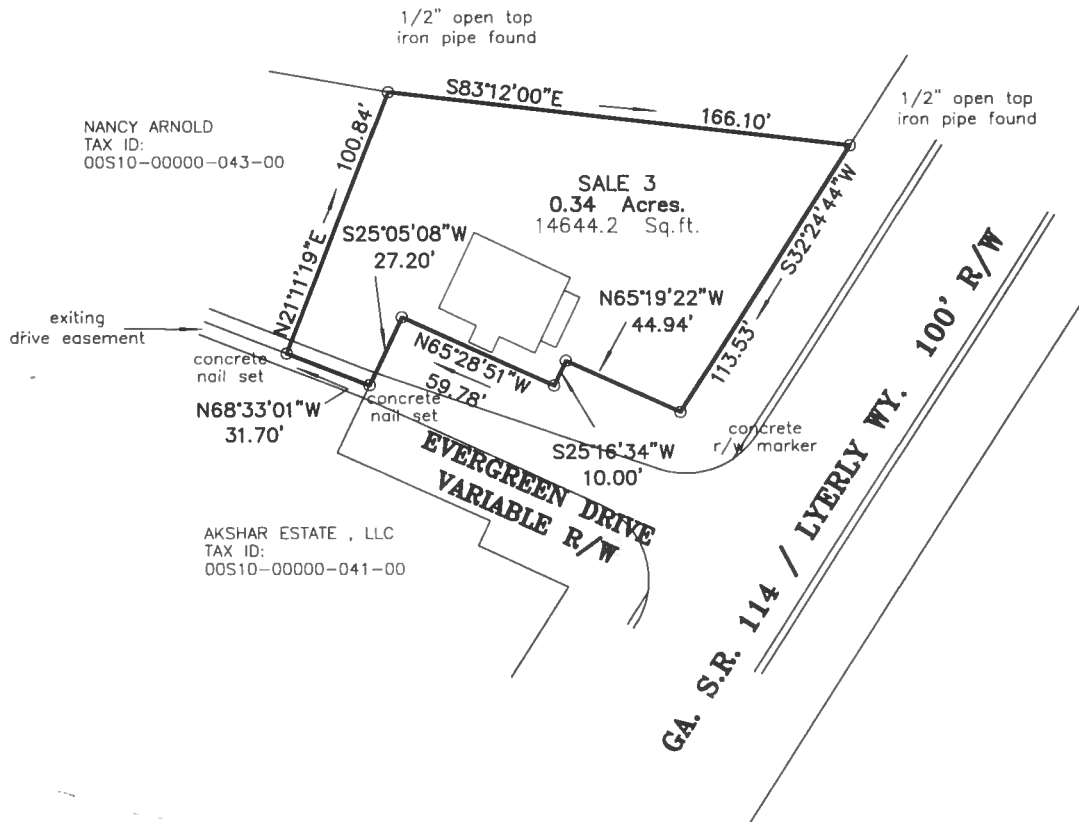 1/2" open top
iron pipe found
S83°12'00"E
166.10'
1/2" open top
iron pipe found
NANCY ARNOLD
TAX ID:
00S10-00000-043-00
100.84'
N21°11'19"E
SALE 3
0.34 Acres.
14644.2 Sq.ft.
S32°24'44"W
113.53'
S25°05'08"W
27.20'
N65°19'22"W
44.94'
exiting
drive easement
concrete
nail set
N65°28'51"W
59.78'
concrete
nail set
N68°33'01"W
31.70'
S25°16'34"W
10.00'
concrete
r/w marker
EVERGREEN DRIVE
VARIABLE R/W
AKSHAR ESTATE , LLC
TAX ID:
00S10-00000-041-00
GA. S.R. 114 / LYERLY WY. 100' R/W